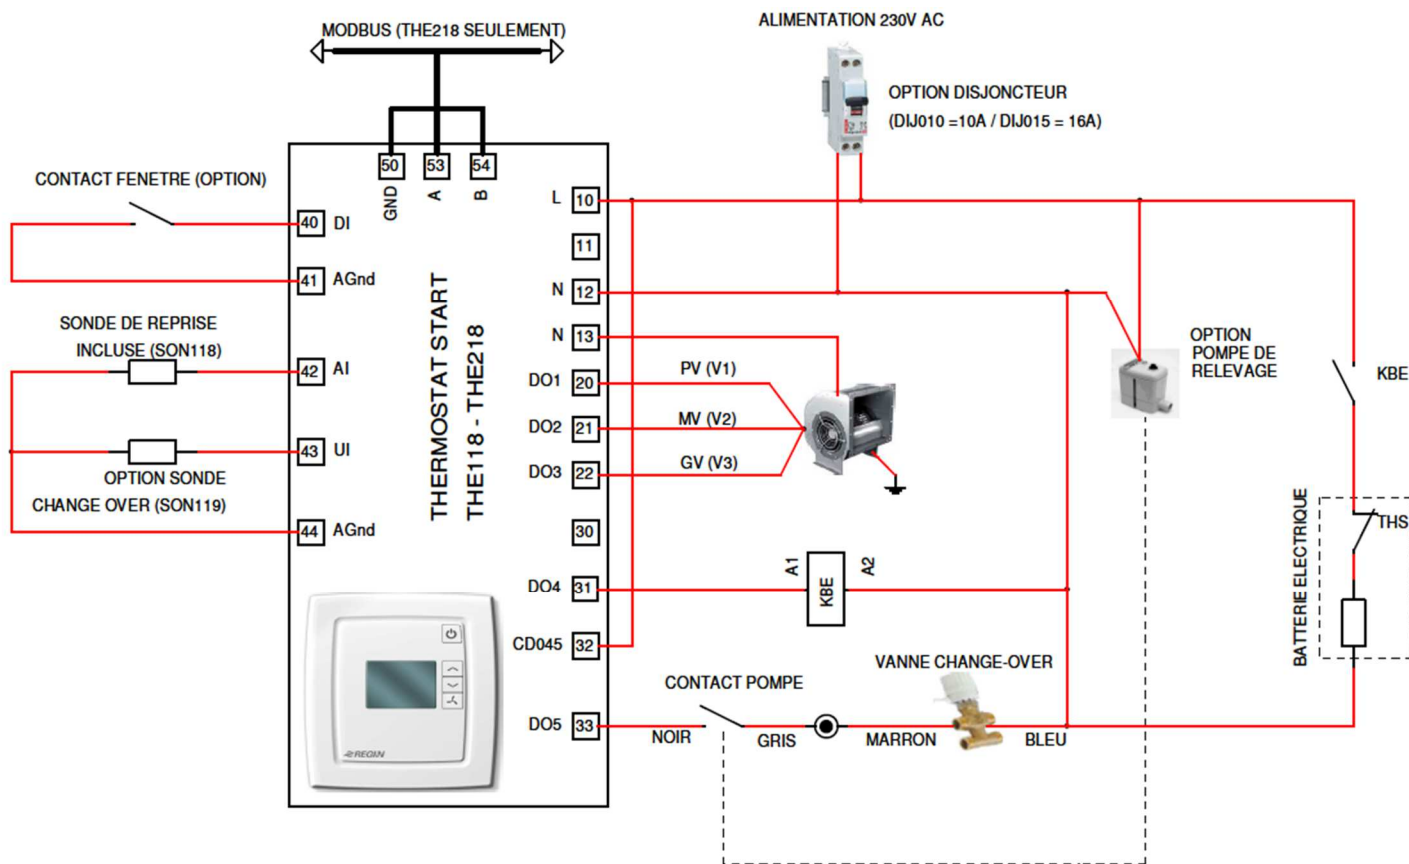 ALIMENTATION 230V AC
MODBUS (THE218 SEULEMENT)
OPTION DISJONCTEUR
(DIJ010 =10A / DIJ015 = 16A)
50
53
54
GND
A
B
CONTACT FENETRE (OPTION)
40
DI
41
AGnd
SONDE DE REPRISE
INCLUSE (SON118)
42
AI
43
UI
OPTION SONDE
CHANGE OVER (SON119)
44
AGnd
THERMOSTAT START
THE118 - THE218
L
10
11
N
12
N
13
DO1
20
PV (V1)
DO2
21
MV (V2)
DO3
22
GV (V3)
30
DO4
31
A1
KBE
A2
CD045
32
DO5
33
NOIR
CONTACT POMPE
GRIS
MARRON
VANNE CHANGE-OVER
BLEU
OPTION
POMPE DE
RELEVAGE
KBE
THS
BATTERIE ELECTRIQUE
REGIN